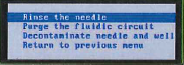 Rinse the needle
Purge the fluidic circuit
Decontaminate needle and well
Return to previous menu